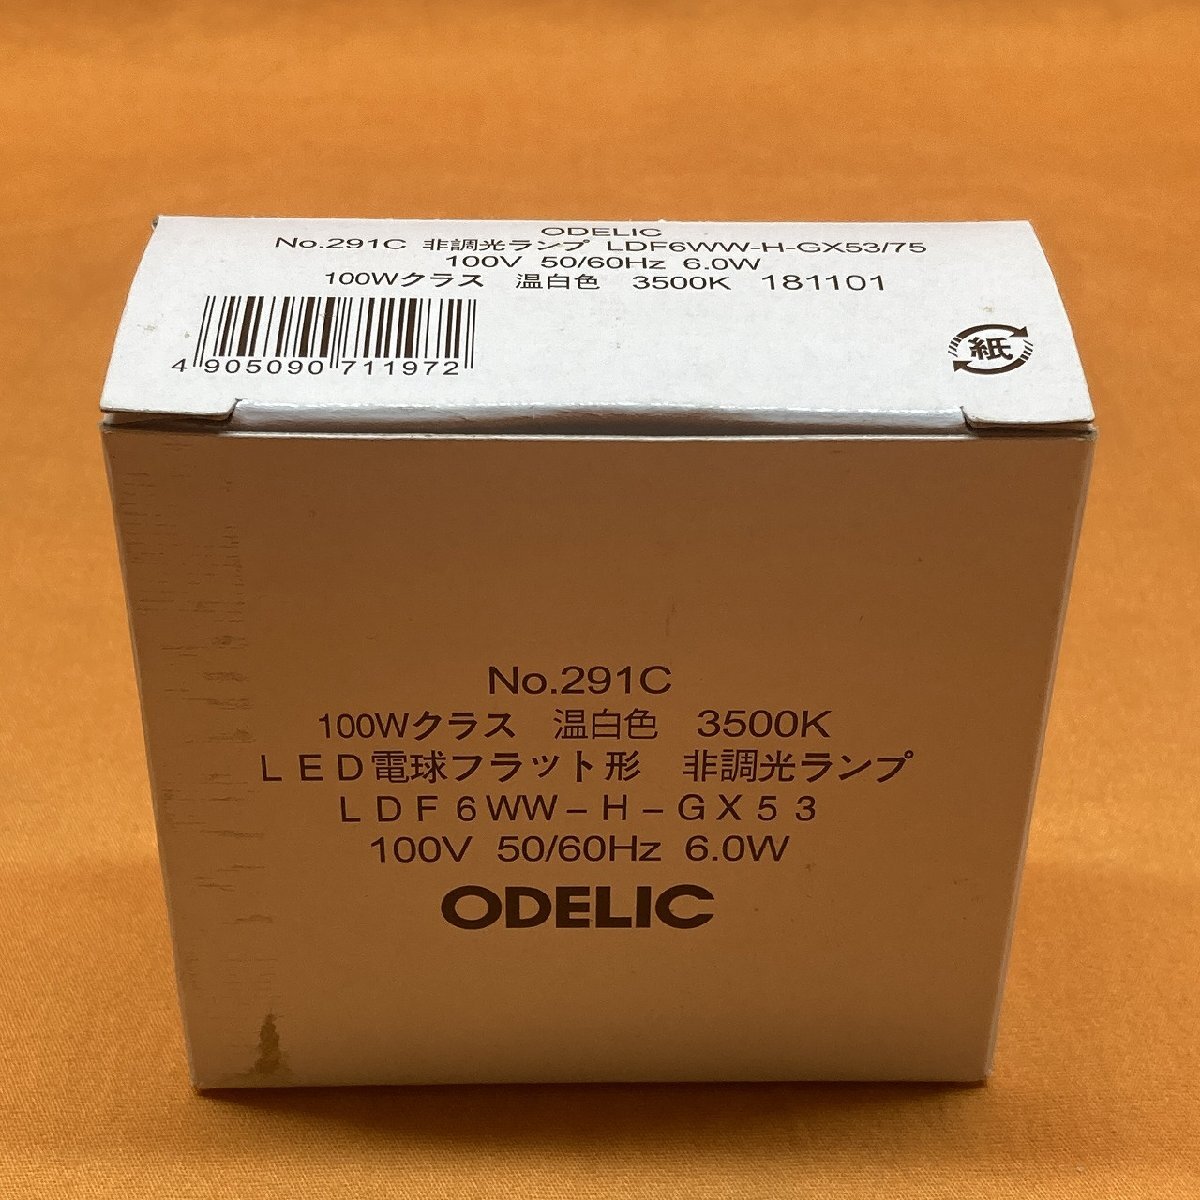 ODELIC
No.291C 非調光ランプ LDF6WW-H-GX53/75
100V 50/60Hz 6.0W
100Wクラス 温白色 3500K 181101
4 905090 711972
紙
No.291C
100Wクラス 温白色 3500K
LED電球フラット形 非調光ランプ
LDF6WW-H-GX53
100V 50/60Hz 6.0W
ODELIC